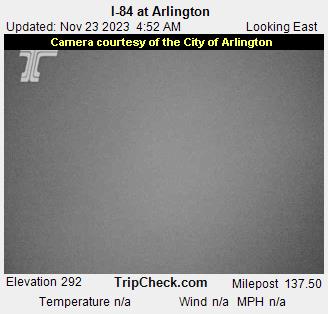 I-84 at Arlington
Updated: Nov 23 2023 4:52 AM Looking East
Camera courtesy of the City of Arlington
Elevation 292 TripCheck.com Milepost 137.50
Temperature n/a Wind n/a MPH n/a